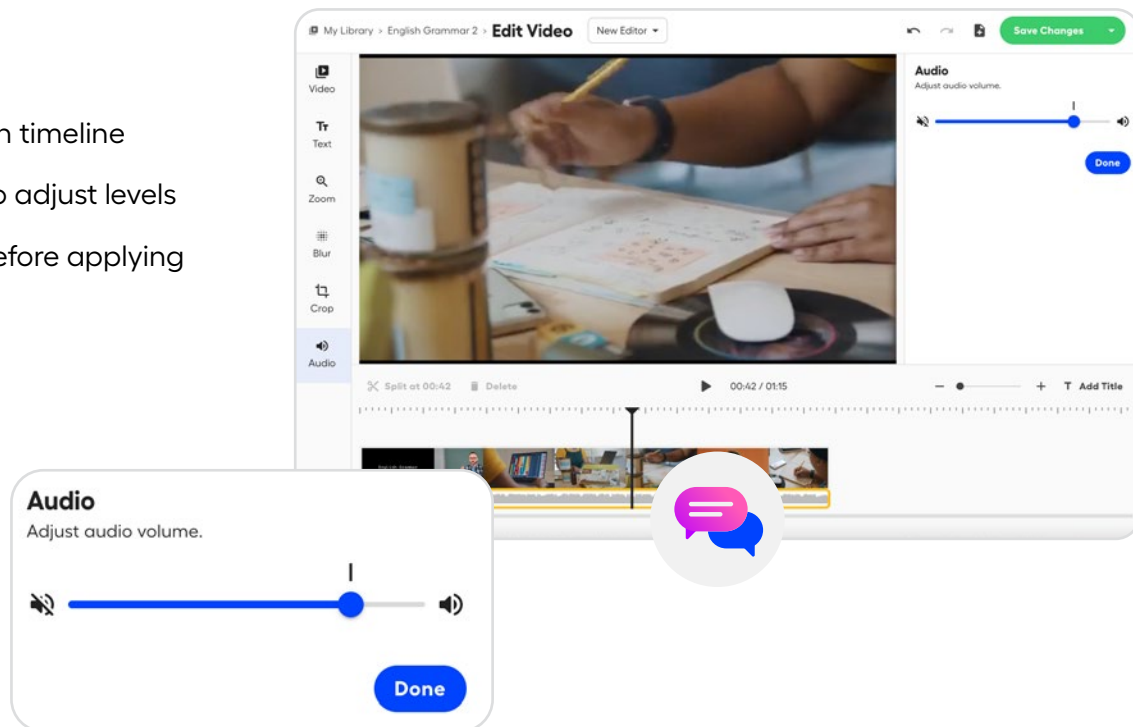 My Library > English Grammar 2 > Edit Video
New Editor
Save Changes
n timeline
adjust levels
efore applying
Video
Text
Zoom
Blur
Crop
Audio
Audio
Adjust audio volume.
Done
Split at 00:42
Delete
00:42 / 01:15
T Add Title
English Grammar
Audio
Adjust audio volume.
Done